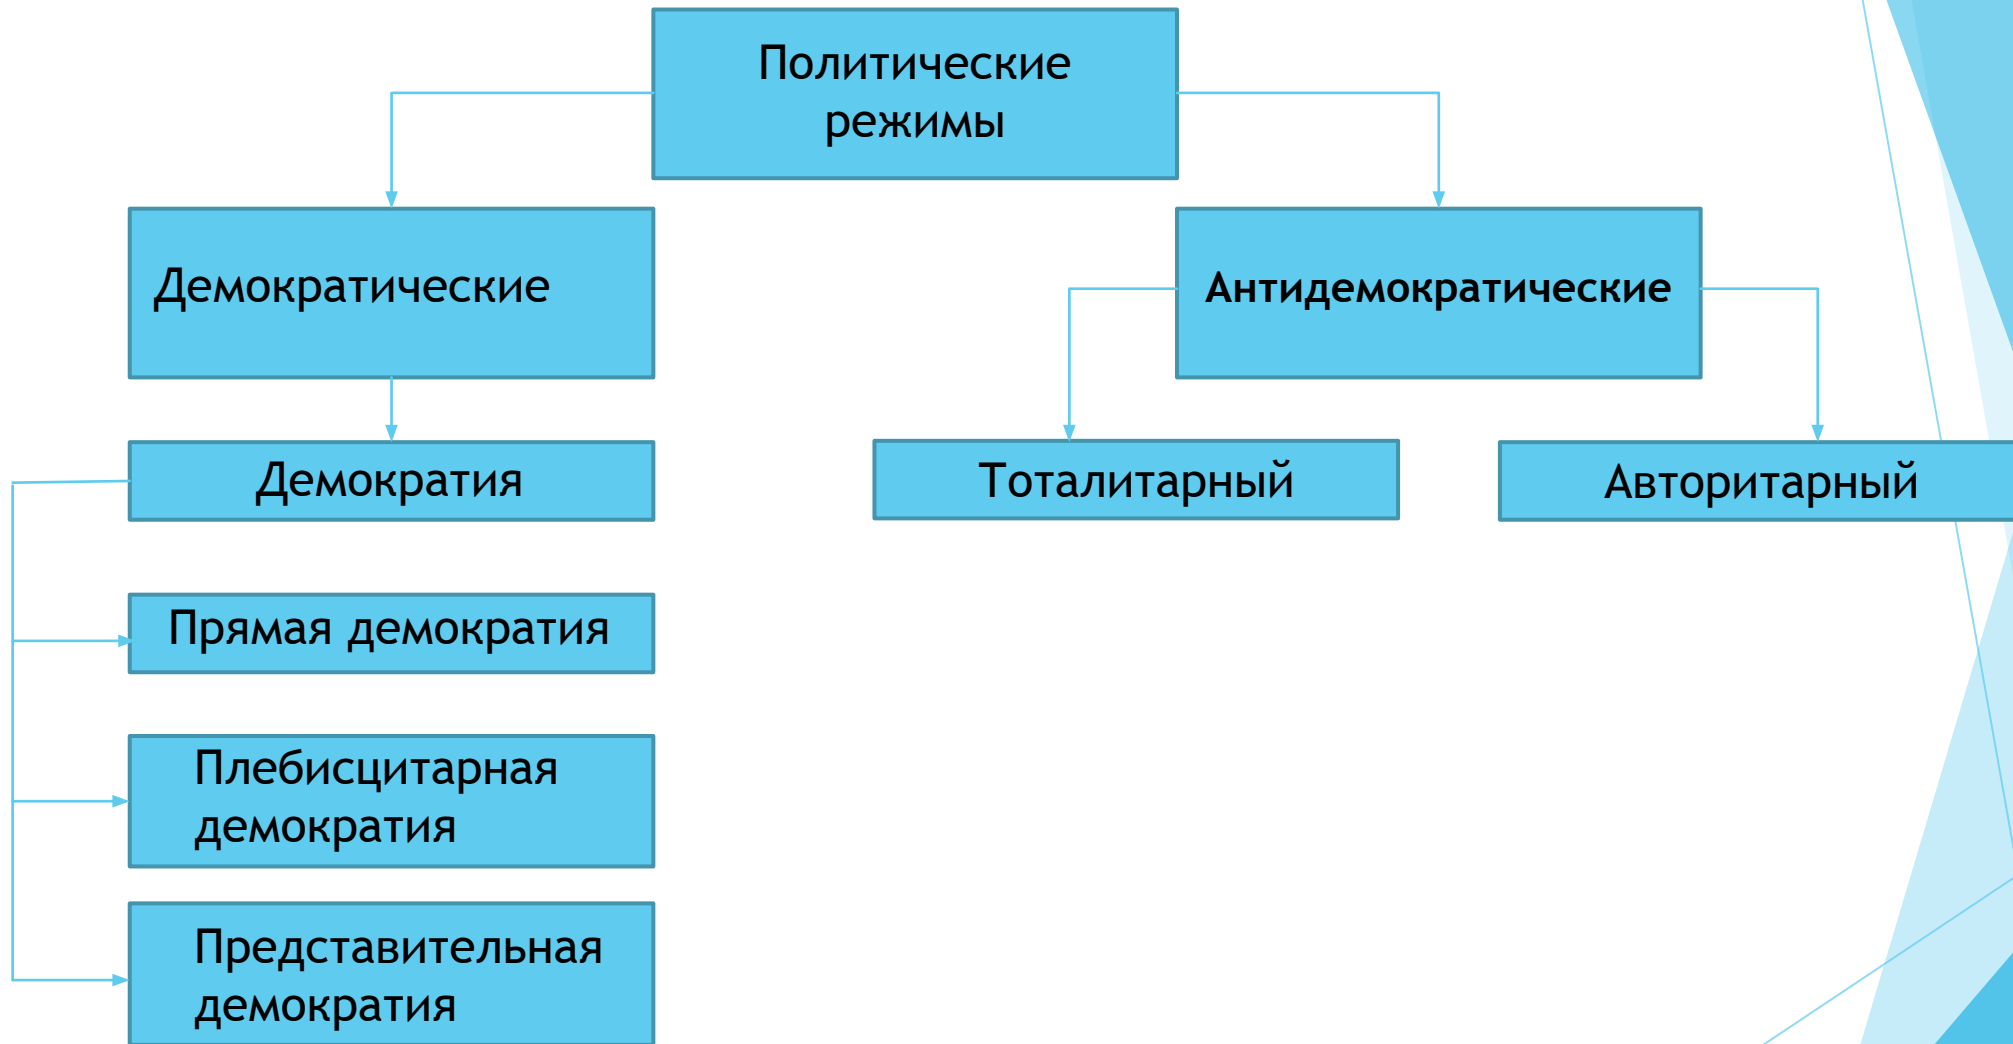 Политические
режимы
Демократические
Антидемократические
Демократия
Тоталитарный
Авторитарный
Прямая демократия
Плебисцитарная
демократия
Представительная
демократия